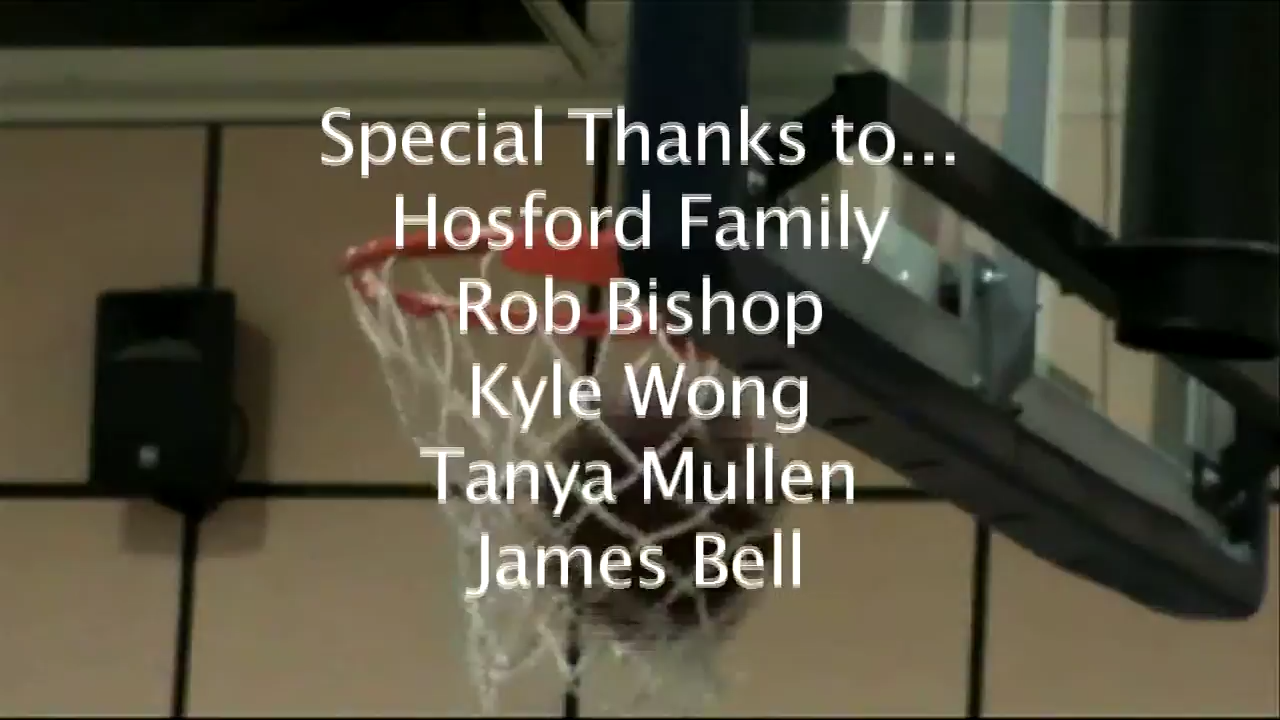 Special Thanks to...
Hosford Family
Rob Bishop
Kyle Wong
Tanya Mullen
James Bell